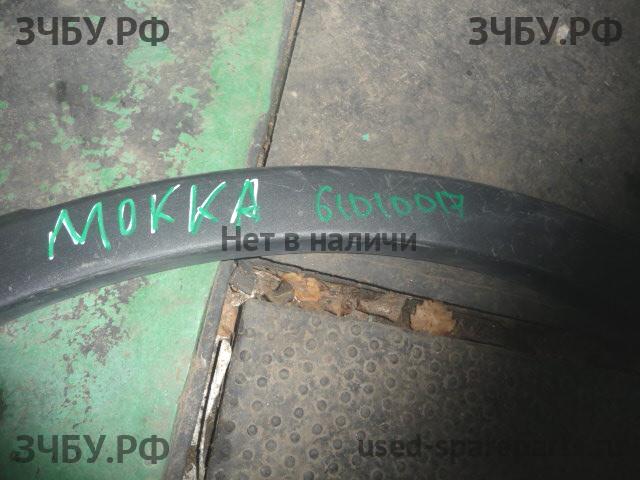 ЗЧБУ.РФ ЗЧБУ.РФ
МОККА 61010017
Нет в наличи
ЗЧБУ.РФ used-spareparts.ru